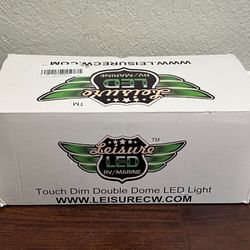 WWW.LEISURECW.COM
RV/MARINE
LED
Leisure
TM
TM
Leisure
LED
RV/MARINE
Touch Dim Double Dome LED Light
WWW.LEISURECW.COM